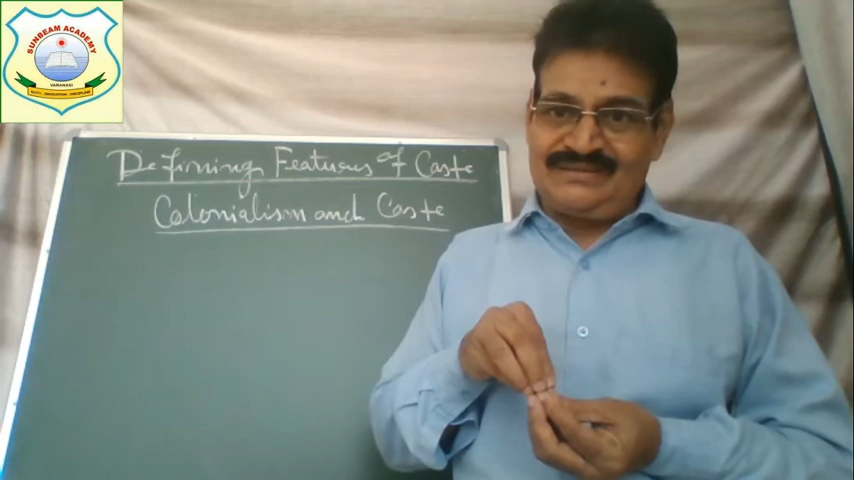 SUNBEAM ACADEMY
VARANASI
Defining Features of Caste
Colonialism and Caste